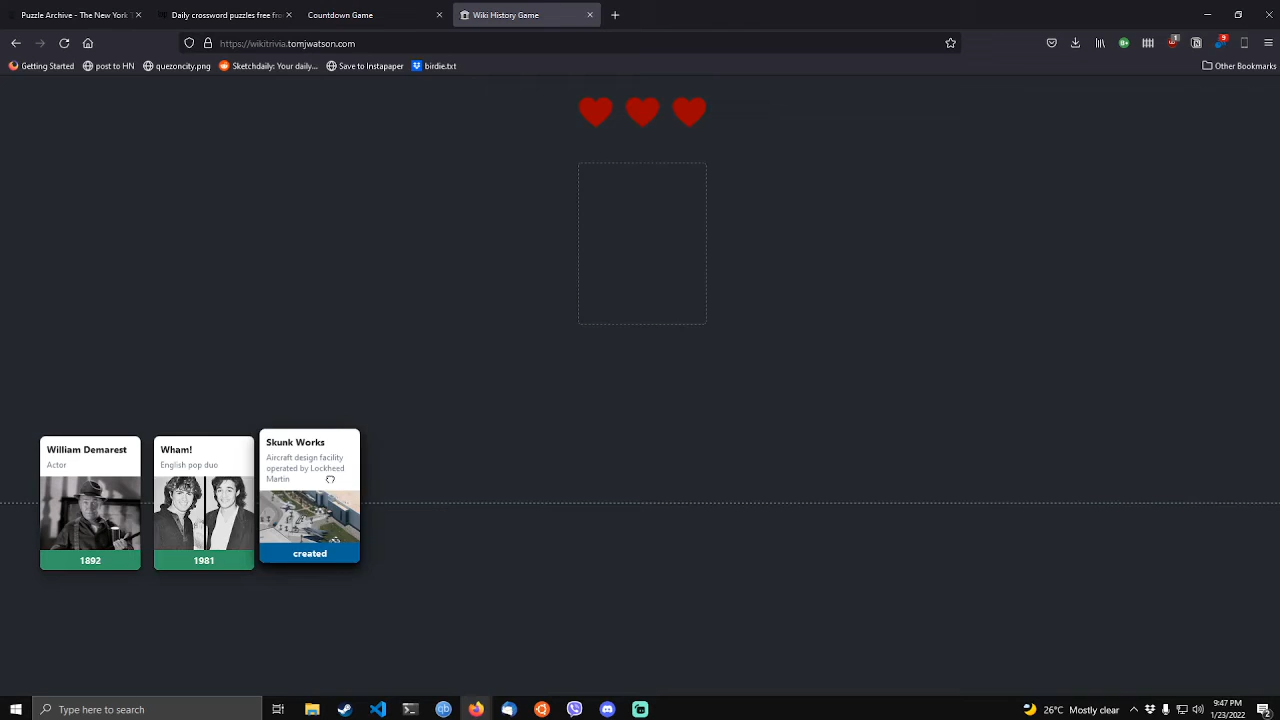 Puzzle Archive - The New York T
Daily crossword puzzles free fro
Countdown Game
Wiki History Game
https://wikitrivia.tomjwatson.com
Getting Started
post to HN
quezoncity.png
Sketchdaily: Your daily...
Save to Instapaper
birdie.txt
Other Bookmarks
William Demarest
Actor
1892
Wham!
English pop duo
1981
Skunk Works
Aircraft design facility
operated by Lockheed
Martin
created
Type here to search
26°C Mostly clear
9:47 PM
1/23/2022